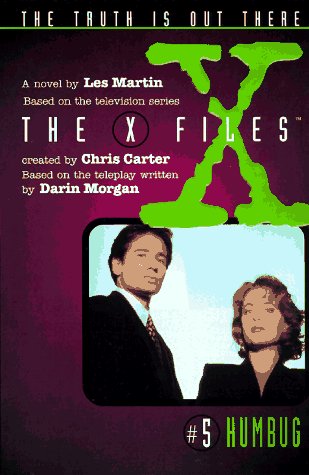 THE TRUTH IS OUT THERE
A novel by Les Martin
Based on the television series
THE X FILES™
created by Chris Carter
Based on the teleplay written
by Darin Morgan
X
#5 HUMBUG